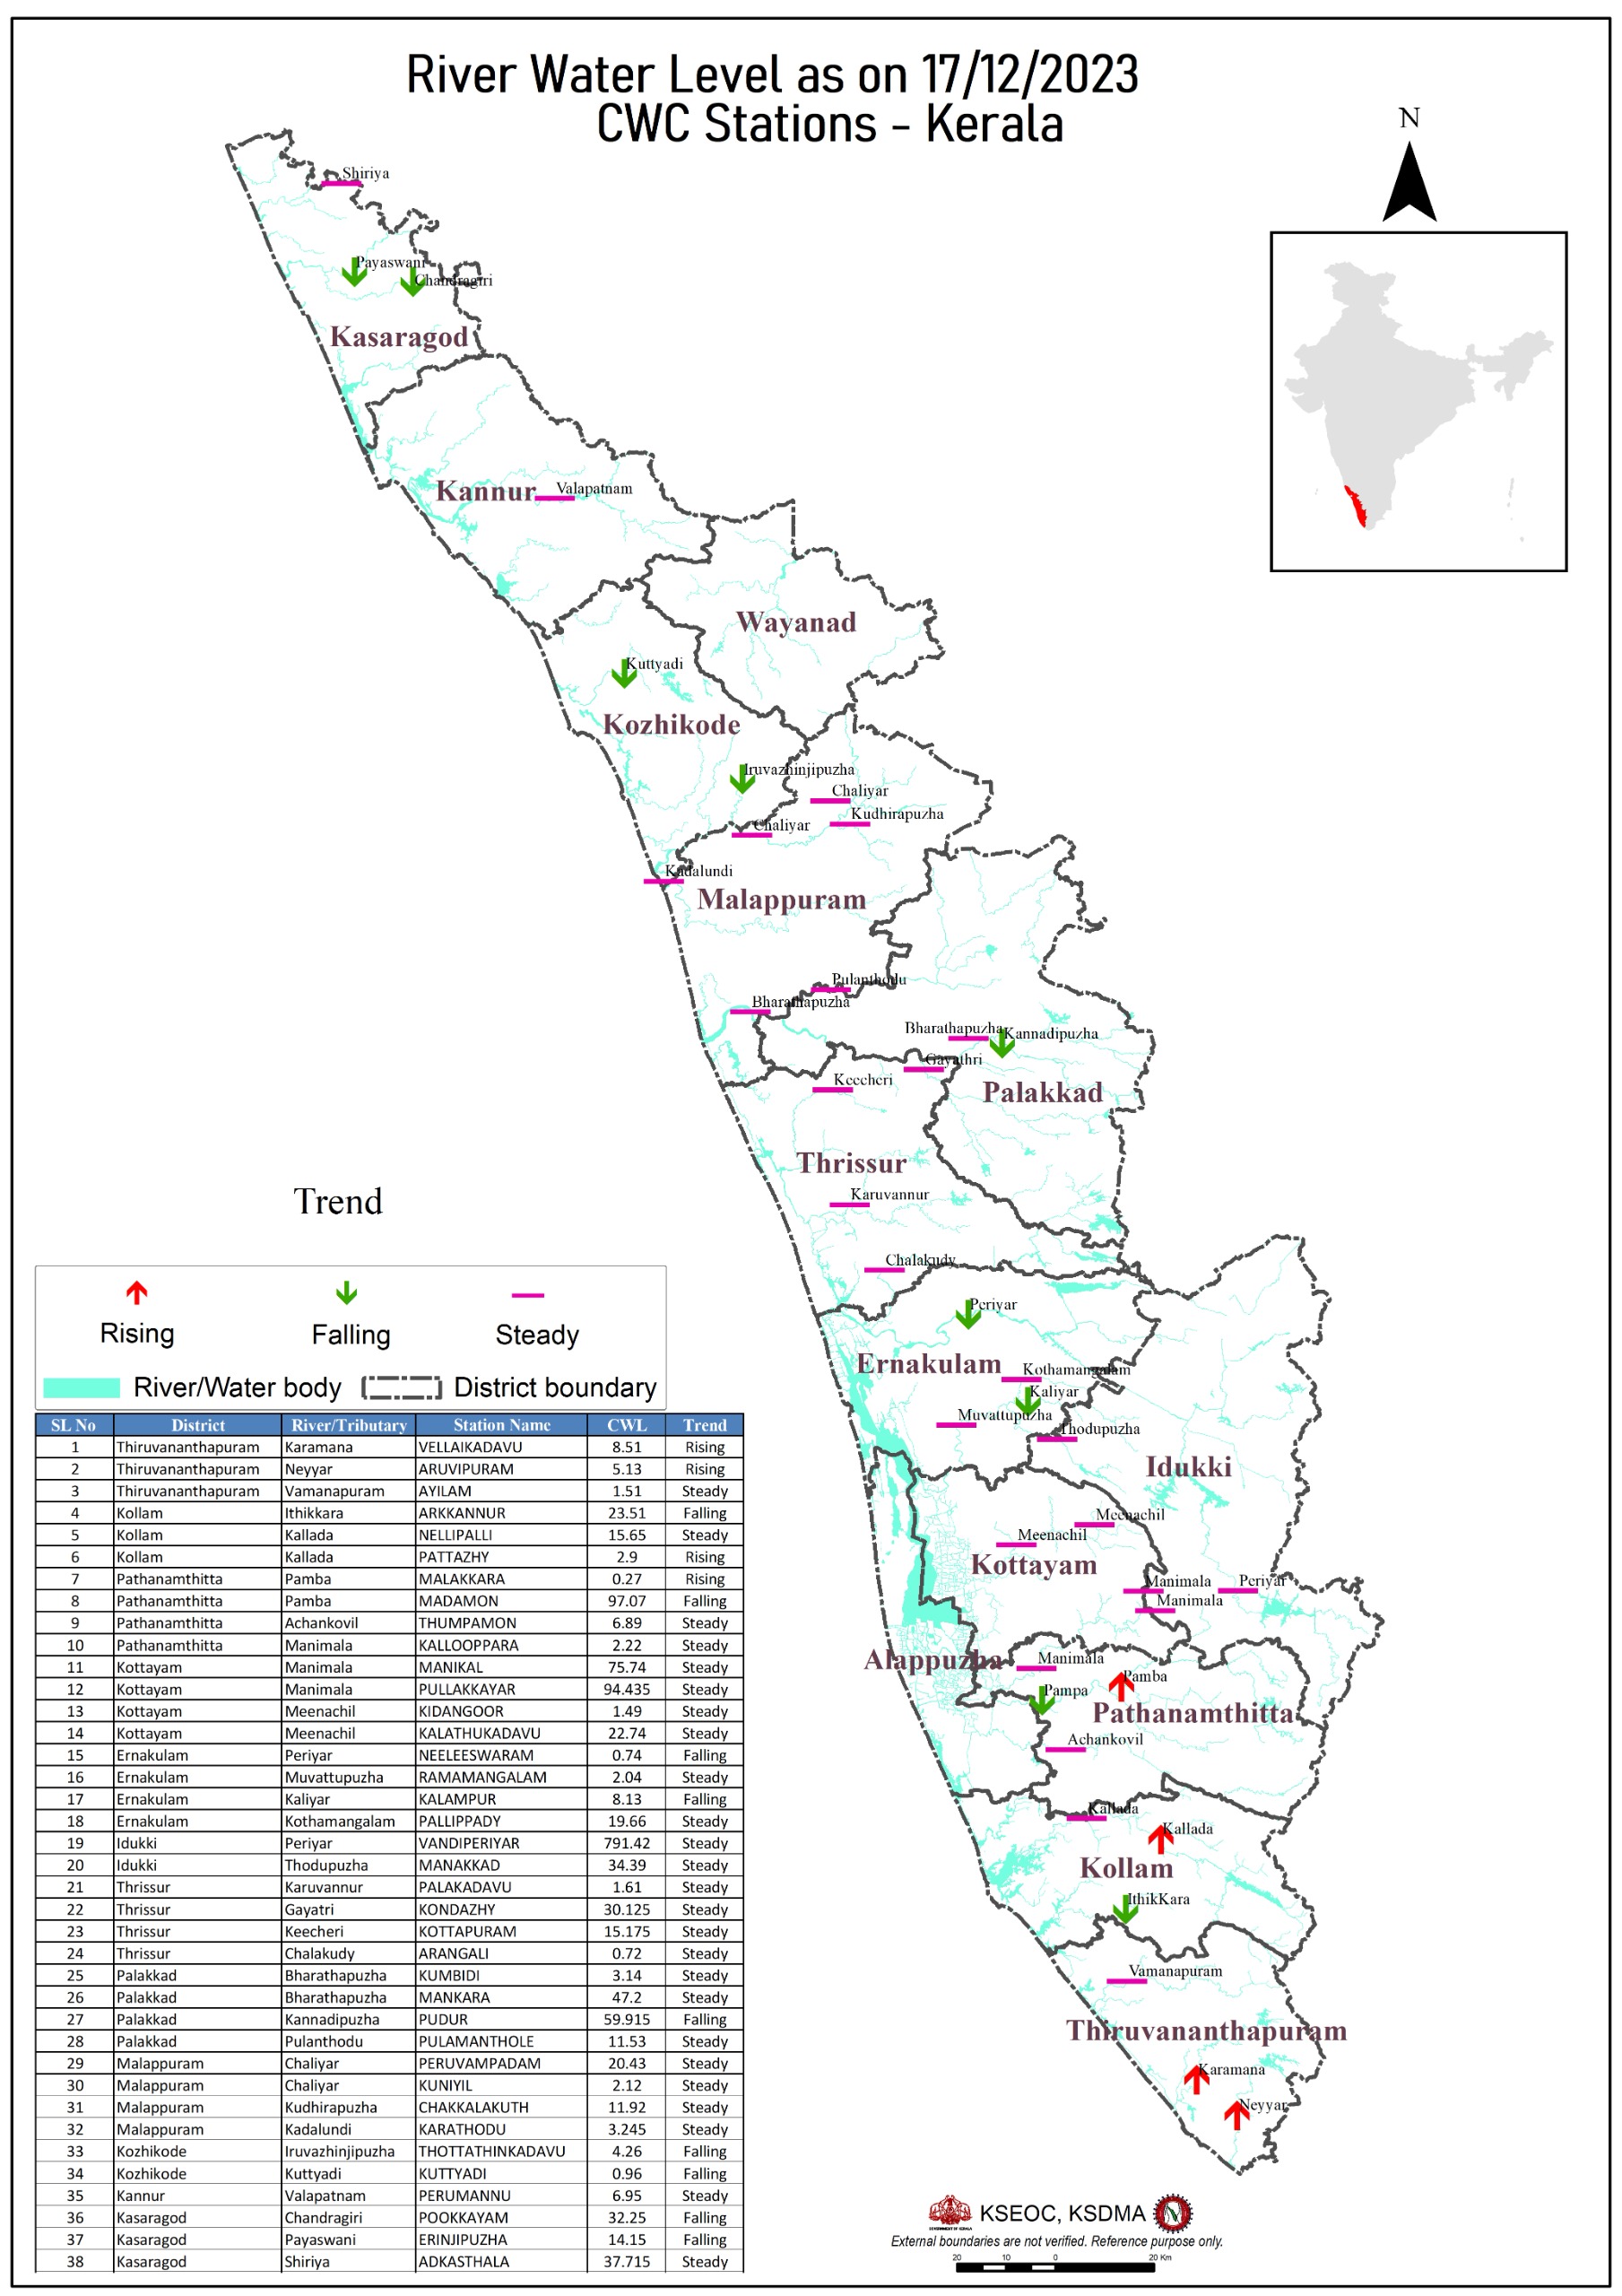 River Water Level as on 17/12/2023
CWC Stations - Kerala
N
Shiriya
Payaswani
Chandragiri
Kasaragod
Kannur
Valapatnam
Wayanad
Kuttyadi
Kozhikode
Iruvazhinjipuzha
Chaliyar
Kudhirapuzha
Chaliyar
Kadalundi
Malappuram
Pulanthodu
Bharathapuzha
Bharathapuzha
Kannadipuzha
Gayathri
Keecheri
Palakkad
Thrissur
Karuvannur
Chalakudy
Periyar
Ernakulam
Kothamangalam
Kaliyar
Muvattupuzha
Thodupuzha
Idukki
Meenachil
Meenachil
Kottayam
Manimala
Periyar
Manimala
Alappuzha
Manimala
Pamba
Pampa
Pathanamthitta
Achankovil
Kallada
Kallada
Kollam
IthikKara
Vamanapuram
Thiruvananthapuram
Karamana
Neyyar
Trend
Rising Falling Steady
River/Water body District boundary
SL No District River/Tributary Station Name CWL Trend
1 Thiruvananthapuram Karamana VELLAIKADAVU 8.51 Rising
2 Thiruvananthapuram Neyyar ARUVIPURAM 5.13 Rising
3 Thiruvananthapuram Vamanapuram AYILAM 1.51 Steady
4 Kollam Ithikkara ARKKANNUR 23.51 Falling
5 Kollam Kallada NELLIPALLI 15.65 Steady
6 Kollam Kallada PATTAZHY 2.9 Rising
7 Pathanamthitta Pamba MALAKKARA 0.27 Rising
8 Pathanamthitta Pamba MADAMON 97.07 Falling
9 Pathanamthitta Achankovil THUMPAMON 6.89 Steady
10 Pathanamthitta Manimala KALLOOPPARA 2.22 Steady
11 Kottayam Manimala MANIKAL 75.74 Steady
12 Kottayam Manimala PULLAKKAYAR 94.435 Steady
13 Kottayam Meenachil KIDANGOOR 1.49 Steady
14 Kottayam Meenachil KALATHUKADAVU 22.74 Steady
15 Ernakulam Periyar NEELEESWARAM 0.74 Falling
16 Ernakulam Muvattupuzha RAMAMANGALAM 2.04 Steady
17 Ernakulam Kaliyar KALAMPUR 8.13 Falling
18 Ernakulam Kothamangalam PALLIPPADY 19.66 Steady
19 Idukki Periyar VANDIPERIYAR 791.42 Steady
20 Idukki Thodupuzha MANAKKAD 34.39 Steady
21 Thrissur Karuvannur PALAKADAVU 1.61 Steady
22 Thrissur Gayatri KONDAZHY 30.125 Steady
23 Thrissur Keecheri KOTTAPURAM 15.175 Steady
24 Thrissur Chalakudy ARANGALI 0.72 Steady
25 Palakkad Bharathapuzha KUMBIDI 3.14 Steady
26 Palakkad Bharathapuzha MANKARA 47.2 Steady
27 Palakkad Kannadipuzha PUDUR 59.915 Falling
28 Palakkad Pulanthodu PULAMANTHOLE 11.53 Steady
29 Malappuram Chaliyar PERUVAMPADAM 20.43 Steady
30 Malappuram Chaliyar KUNIYIL 2.12 Steady
31 Malappuram Kudhirapuzha CHAKKALAKUTH 11.92 Steady
32 Malappuram Kadalundi KARATHODU 3.245 Steady
33 Kozhikode Iruvazhinjipuzha THOTTATHINKADAVU 4.26 Falling
34 Kozhikode Kuttyadi KUTTYADI 0.96 Falling
35 Kannur Valapatnam PERUMANNU 6.95 Steady
36 Kasaragod Chandragiri POOKKAYAM 32.25 Falling
37 Kasaragod Payaswani ERINJIPUZHA 14.15 Falling
38 Kasaragod Shiriya ADKASTHALA 37.715 Steady
KSEOC, KSDMA
External boundaries are not verified. Reference purpose only.
20 10 0 20 Km